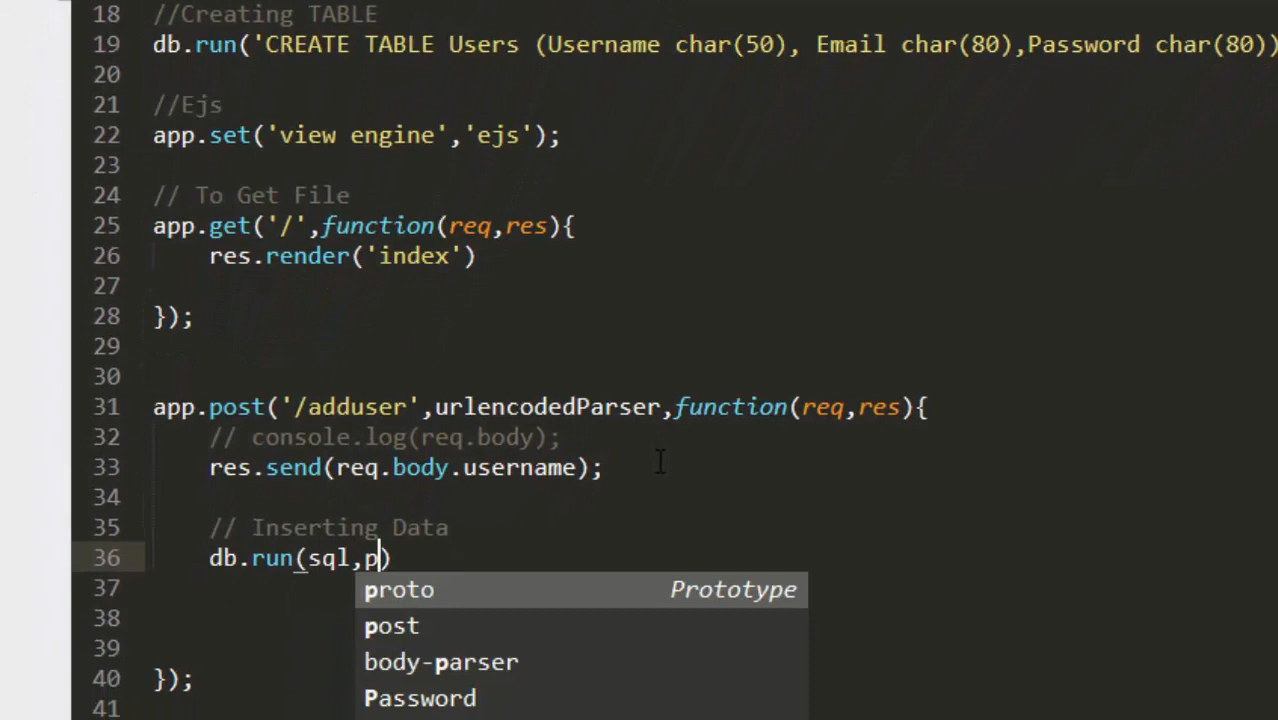 18 //Creating TABLE
19 db.run('CREATE TABLE Users (Username char(50), Email char(80),Password char(80))
20
21 //Ejs
22 app.set('view engine','ejs');
23
24 // To Get File
25 app.get('/',function(req,res){
26 res.render('index')
27
28 });
29
30
31 app.post('/adduser',urlencodedParser,function(req,res){
32 // console.log(req.body);
33 res.send(req.body.username);
34
35 // Inserting Data
36 db.run(sql,p)
37 proto Prototype
38 post
39 body-parser
40 }); Password
41